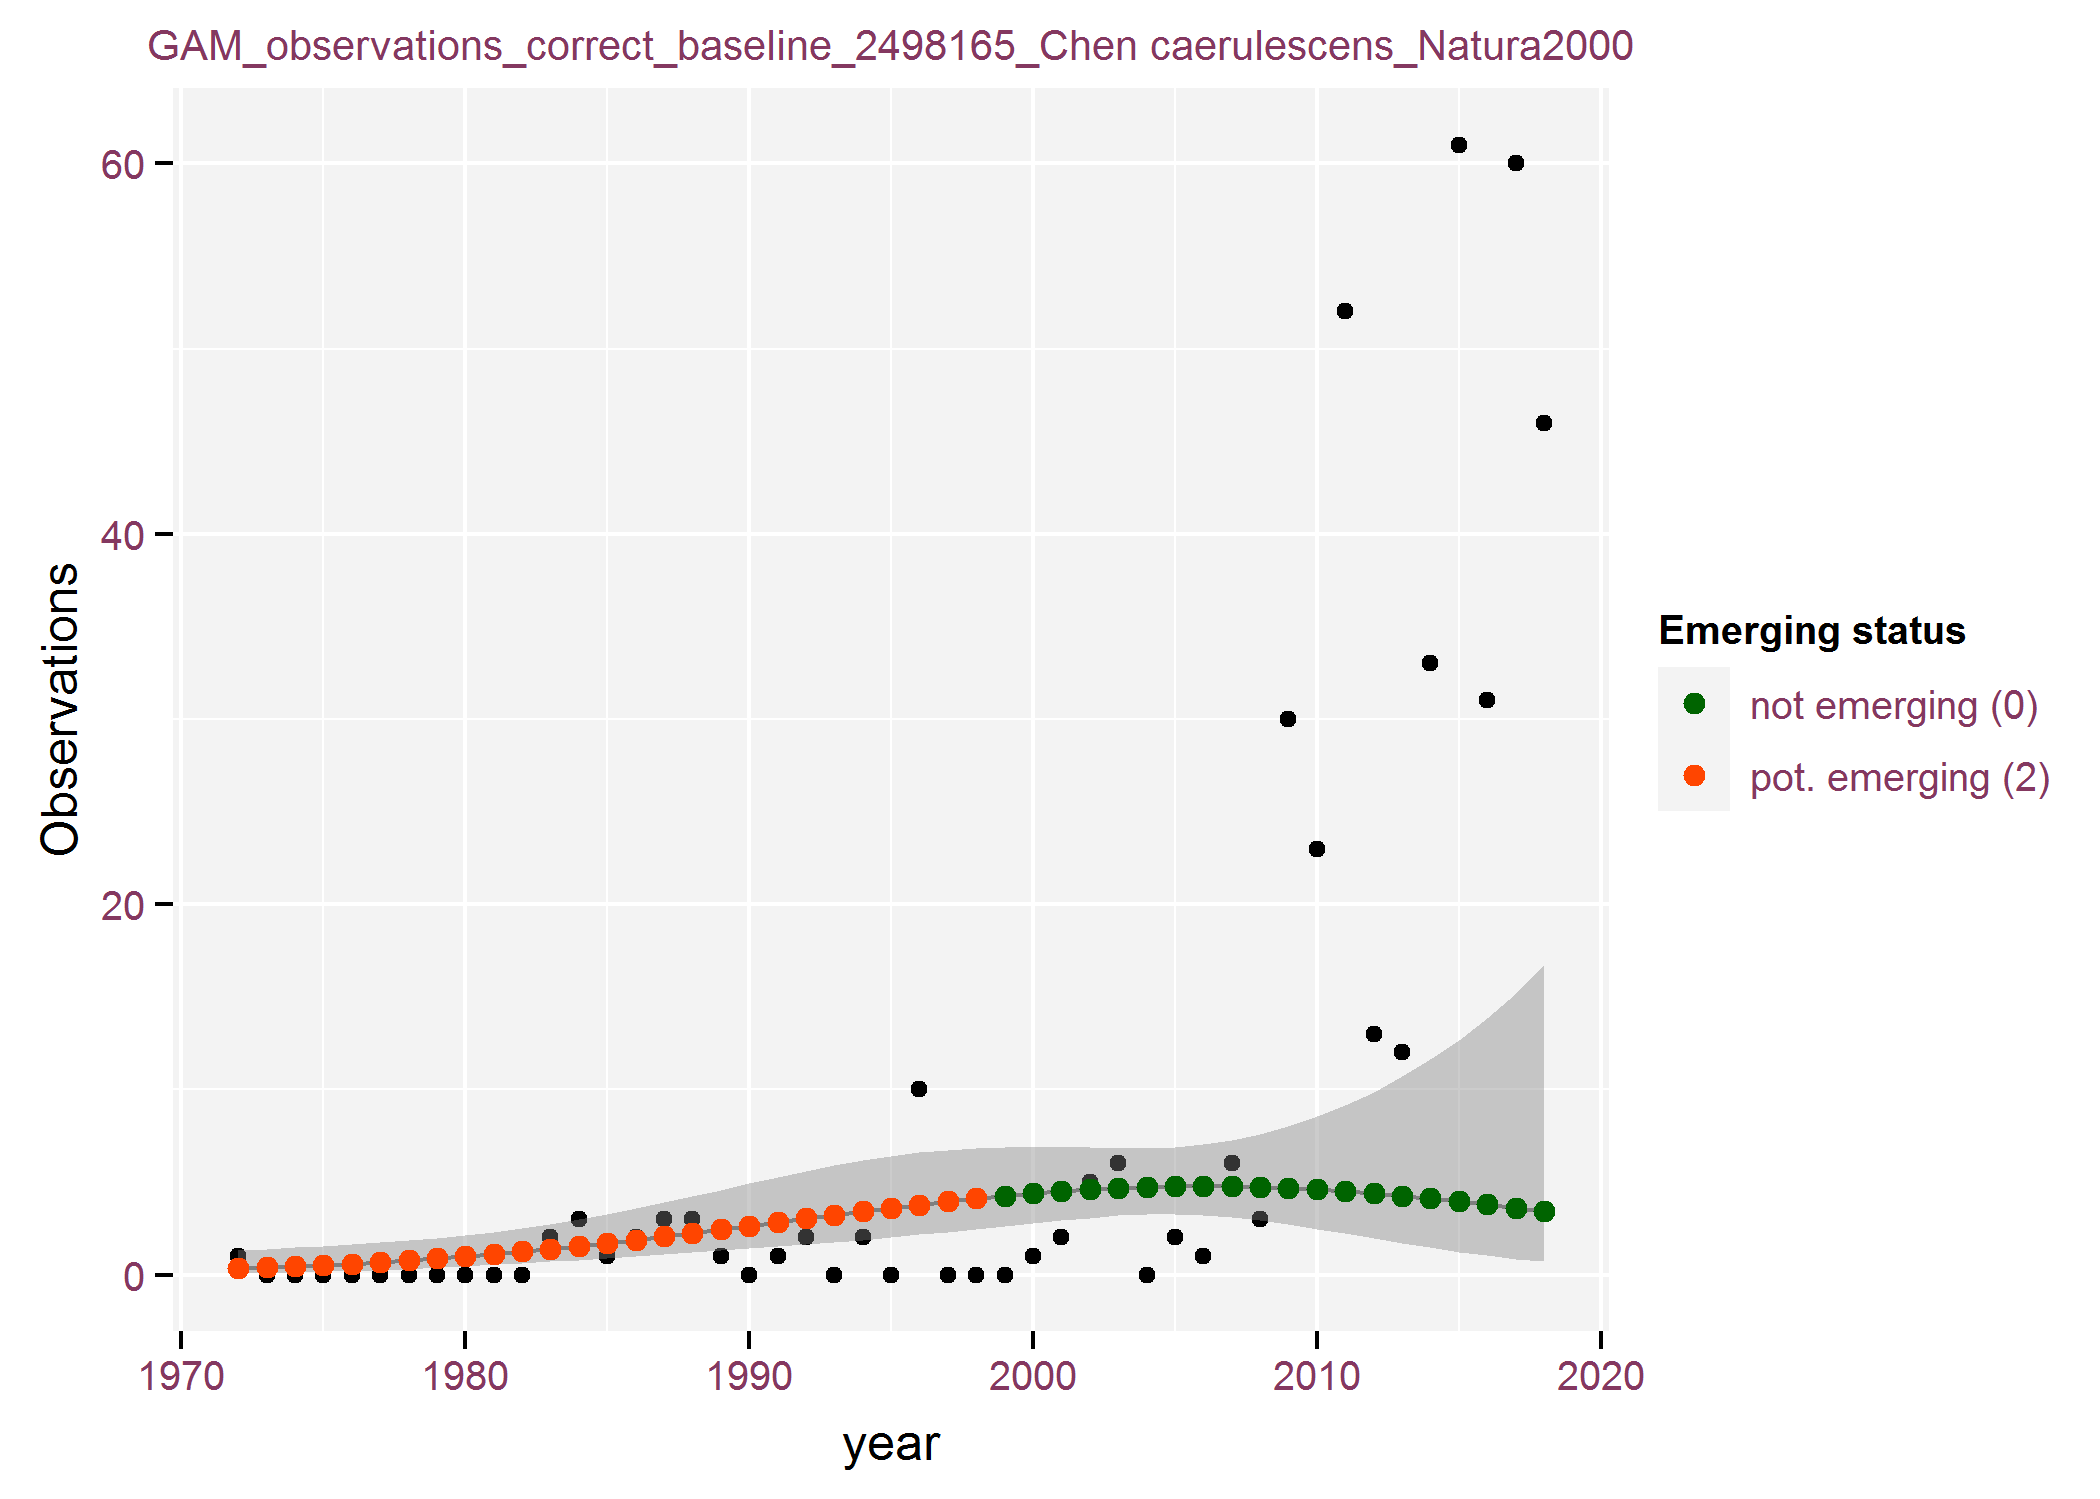 GAM_observations_correct_baseline_2498165_Chen caerulescens_Natura2000
60
40
20
0
Observations
1970 1980 1990 2000 2010 2020
year
Emerging status
not emerging (0)
pot. emerging (2)